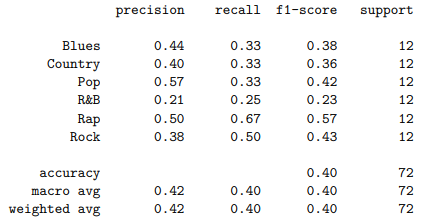 precision recall f1-score support
Blues 0.44 0.33 0.38 12
Country 0.40 0.33 0.36 12
Pop 0.57 0.33 0.42 12
R&B 0.21 0.25 0.23 12
Rap 0.50 0.67 0.57 12
Rock 0.38 0.50 0.43 12
accuracy 0.40 72
macro avg 0.42 0.40 0.40 72
weighted avg 0.42 0.40 0.40 72